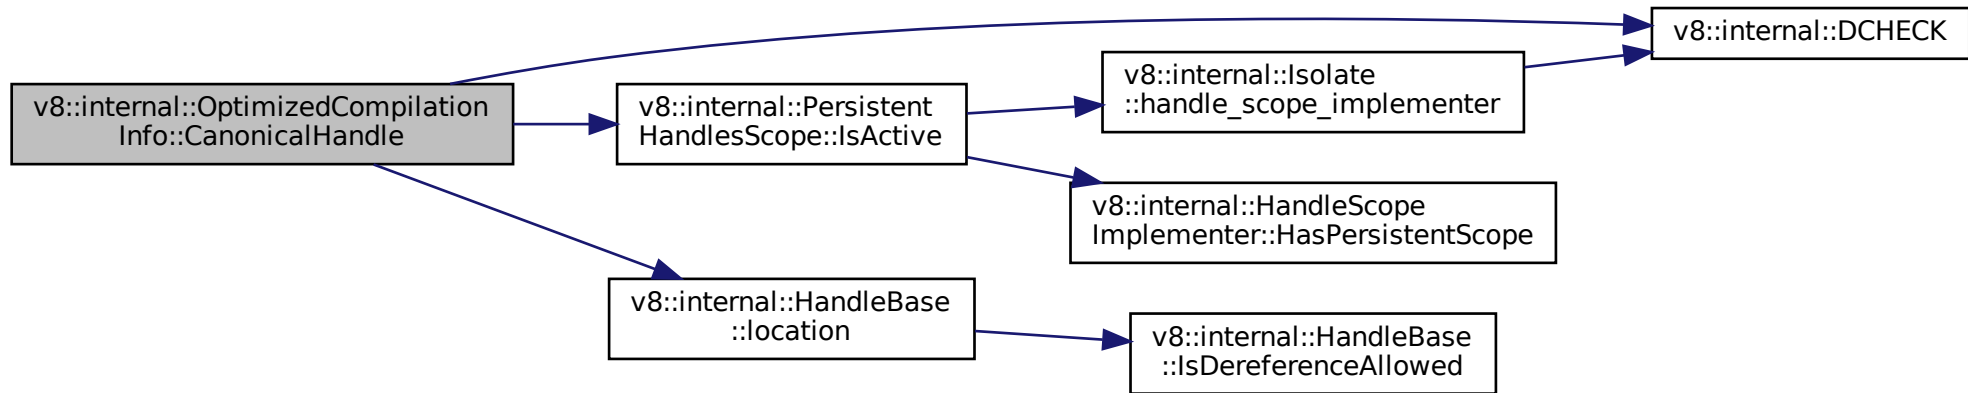 v8::internal::OptimizedCompilation
Info::CanonicalHandle
v8::internal::DCHECK
v8::internal::Persistent
HandlesScope::IsActive
v8::internal::Isolate
::handle_scope_implementer
v8::internal::HandleScope
Implementer::HasPersistentScope
v8::internal::HandleBase
::location
v8::internal::HandleBase
::IsDereferenceAllowed